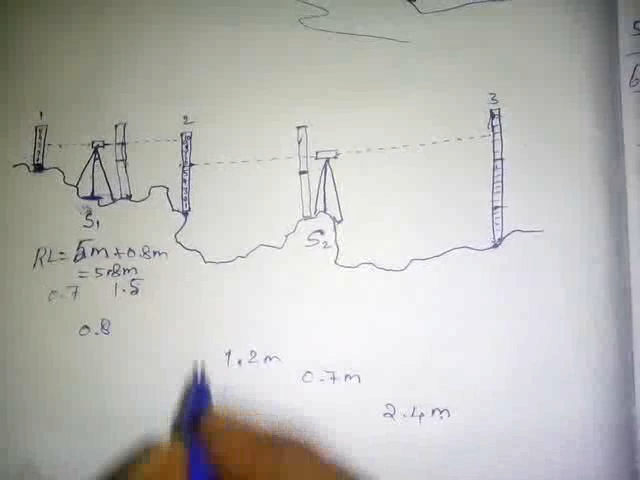 1
2
3
S1
S2
RL = 5m + 0.8m
= 5.8m
0.7 1.5
0.8
1.2m
0.7m
2.4m